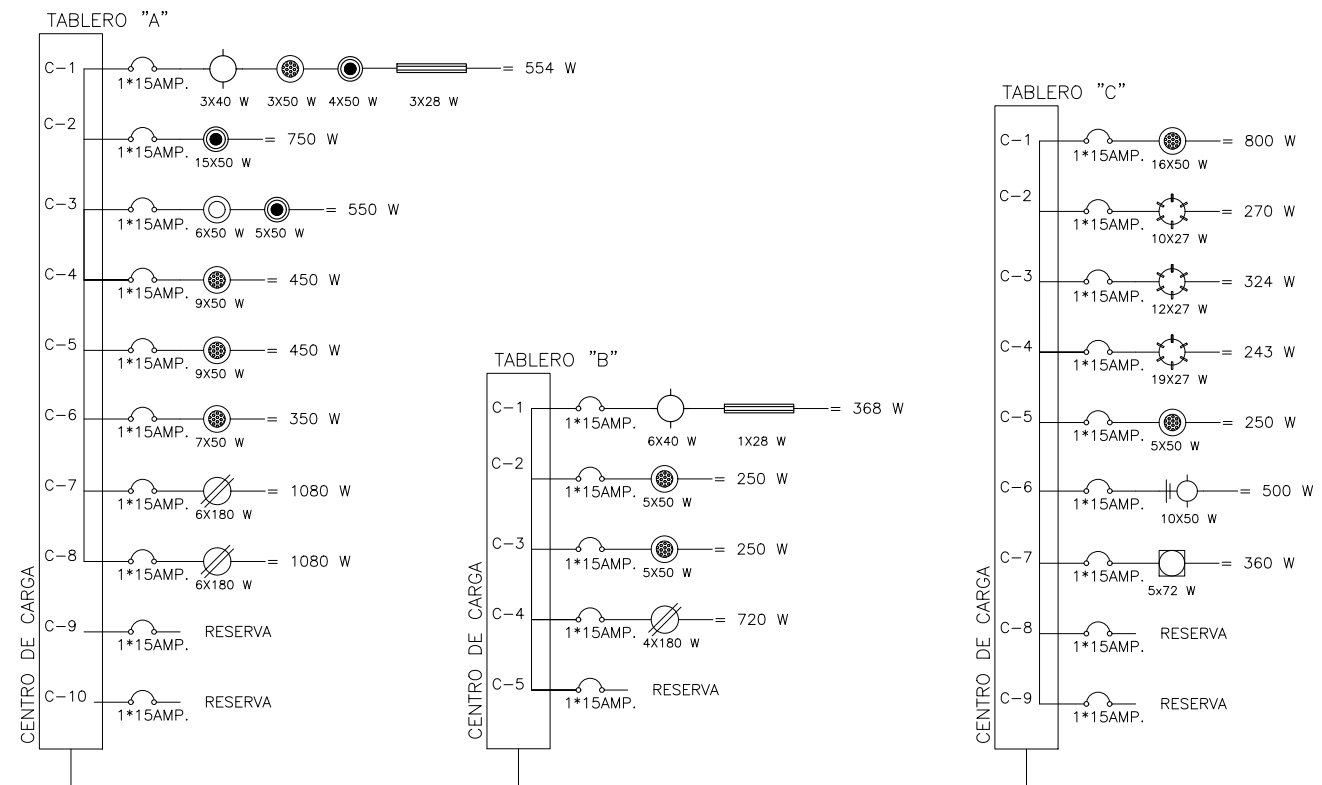 TABLERO "A"
C-1
1*15AMP.
3X40 W
3X50 W
4X50 W
3X28 W
= 554 W
C-2
1*15AMP.
15X50 W
= 750 W
C-3
1*15AMP.
6X50 W
5X50 W
= 550 W
C-4
1*15AMP.
9X50 W
= 450 W
C-5
1*15AMP.
9X50 W
= 450 W
C-6
1*15AMP.
7X50 W
= 350 W
C-7
1*15AMP.
6X180 W
= 1080 W
C-8
1*15AMP.
6X180 W
= 1080 W
C-9
1*15AMP.
RESERVA
C-10
1*15AMP.
RESERVA
CENTRO DE CARGA
TABLERO "B"
C-1
1*15AMP.
6X40 W
1X28 W
= 368 W
C-2
1*15AMP.
5X50 W
= 250 W
C-3
1*15AMP.
5X50 W
= 250 W
C-4
1*15AMP.
4X180 W
= 720 W
C-5
1*15AMP.
RESERVA
CENTRO DE CARGA
TABLERO "C"
C-1
1*15AMP.
16X50 W
= 800 W
C-2
1*15AMP.
10X27 W
= 270 W
C-3
1*15AMP.
12X27 W
= 324 W
C-4
1*15AMP.
19X27 W
= 243 W
C-5
1*15AMP.
5X50 W
= 250 W
C-6
1*15AMP.
10X50 W
= 500 W
C-7
1*15AMP.
5x72 W
= 360 W
C-8
1*15AMP.
RESERVA
C-9
1*15AMP.
RESERVA
CENTRO DE CARGA